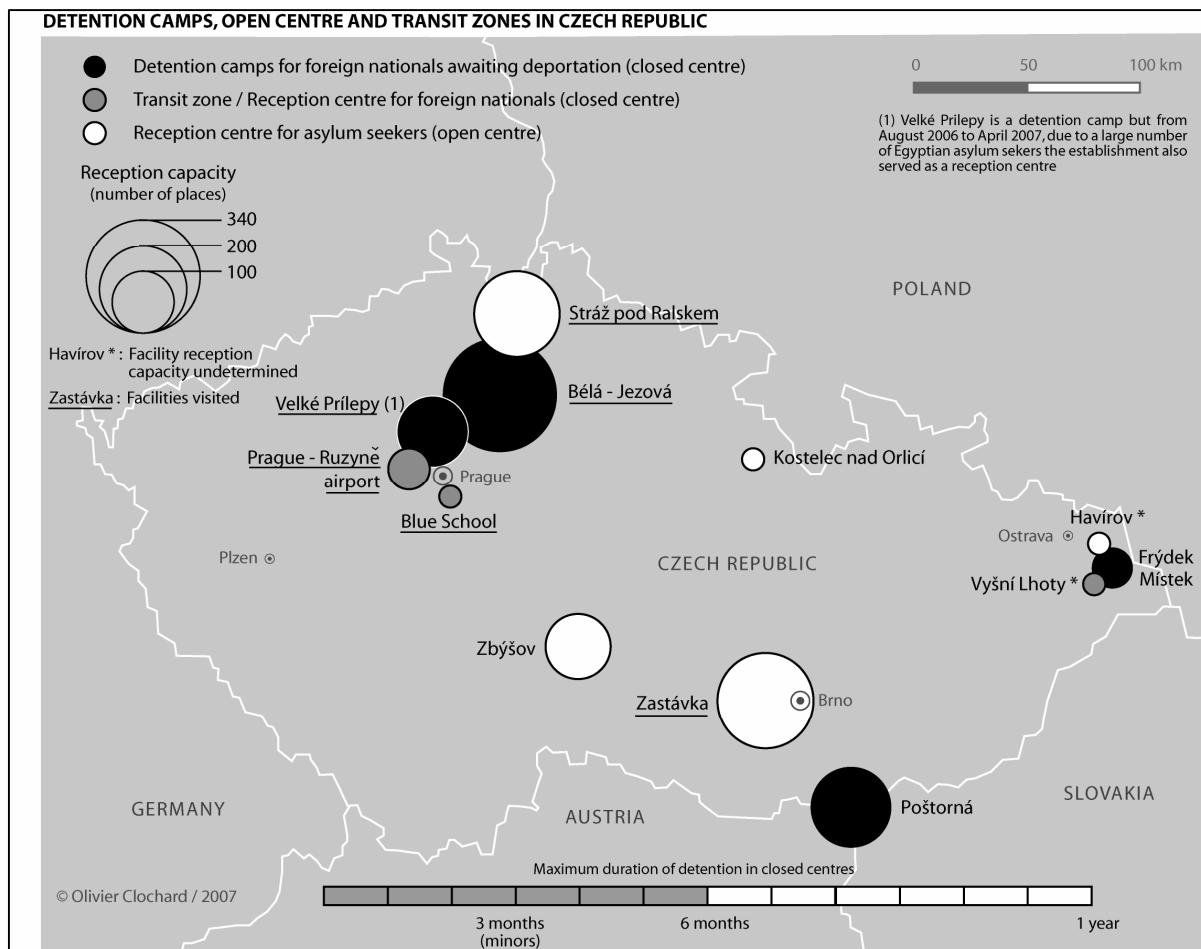 DETENTION CAMPS, OPEN CENTRE AND TRANSIT ZONES IN CZECH REPUBLIC
Detention camps for foreign nationals awaiting deportation (closed centre)
Transit zone / Reception centre for foreign nationals (closed centre)
Reception centre for asylum seekers (open centre)
0 50 100 km
(1) Velké Prilepy is a detention camp but from
August 2006 to April 2007, due to a large number
of Egyptian asylum sekers the establishment also
served as a reception centre
Reception capacity
(number of places)
340
200
100
Havírov * : Facility reception
capacity undetermined
Zastávka : Facilities visited
POLAND
Stráž pod Ralskem
Bélá - Jezová
Velké Prílepy (1)
Prague - Ruzyně
airport
Prague
Blue School
Kostelec nad Orlicí
Plzen
CZECH REPUBLIC
Ostrava
Havírov *
Frýdek
Místek
Vyšní Lhoty *
Zbýšov
Zastávka
Brno
Poštorná
GERMANY
AUSTRIA
SLOVAKIA
Maximum duration of detention in closed centres
© Olivier Clochard / 2007
3 months
(minors)
6 months
1 year